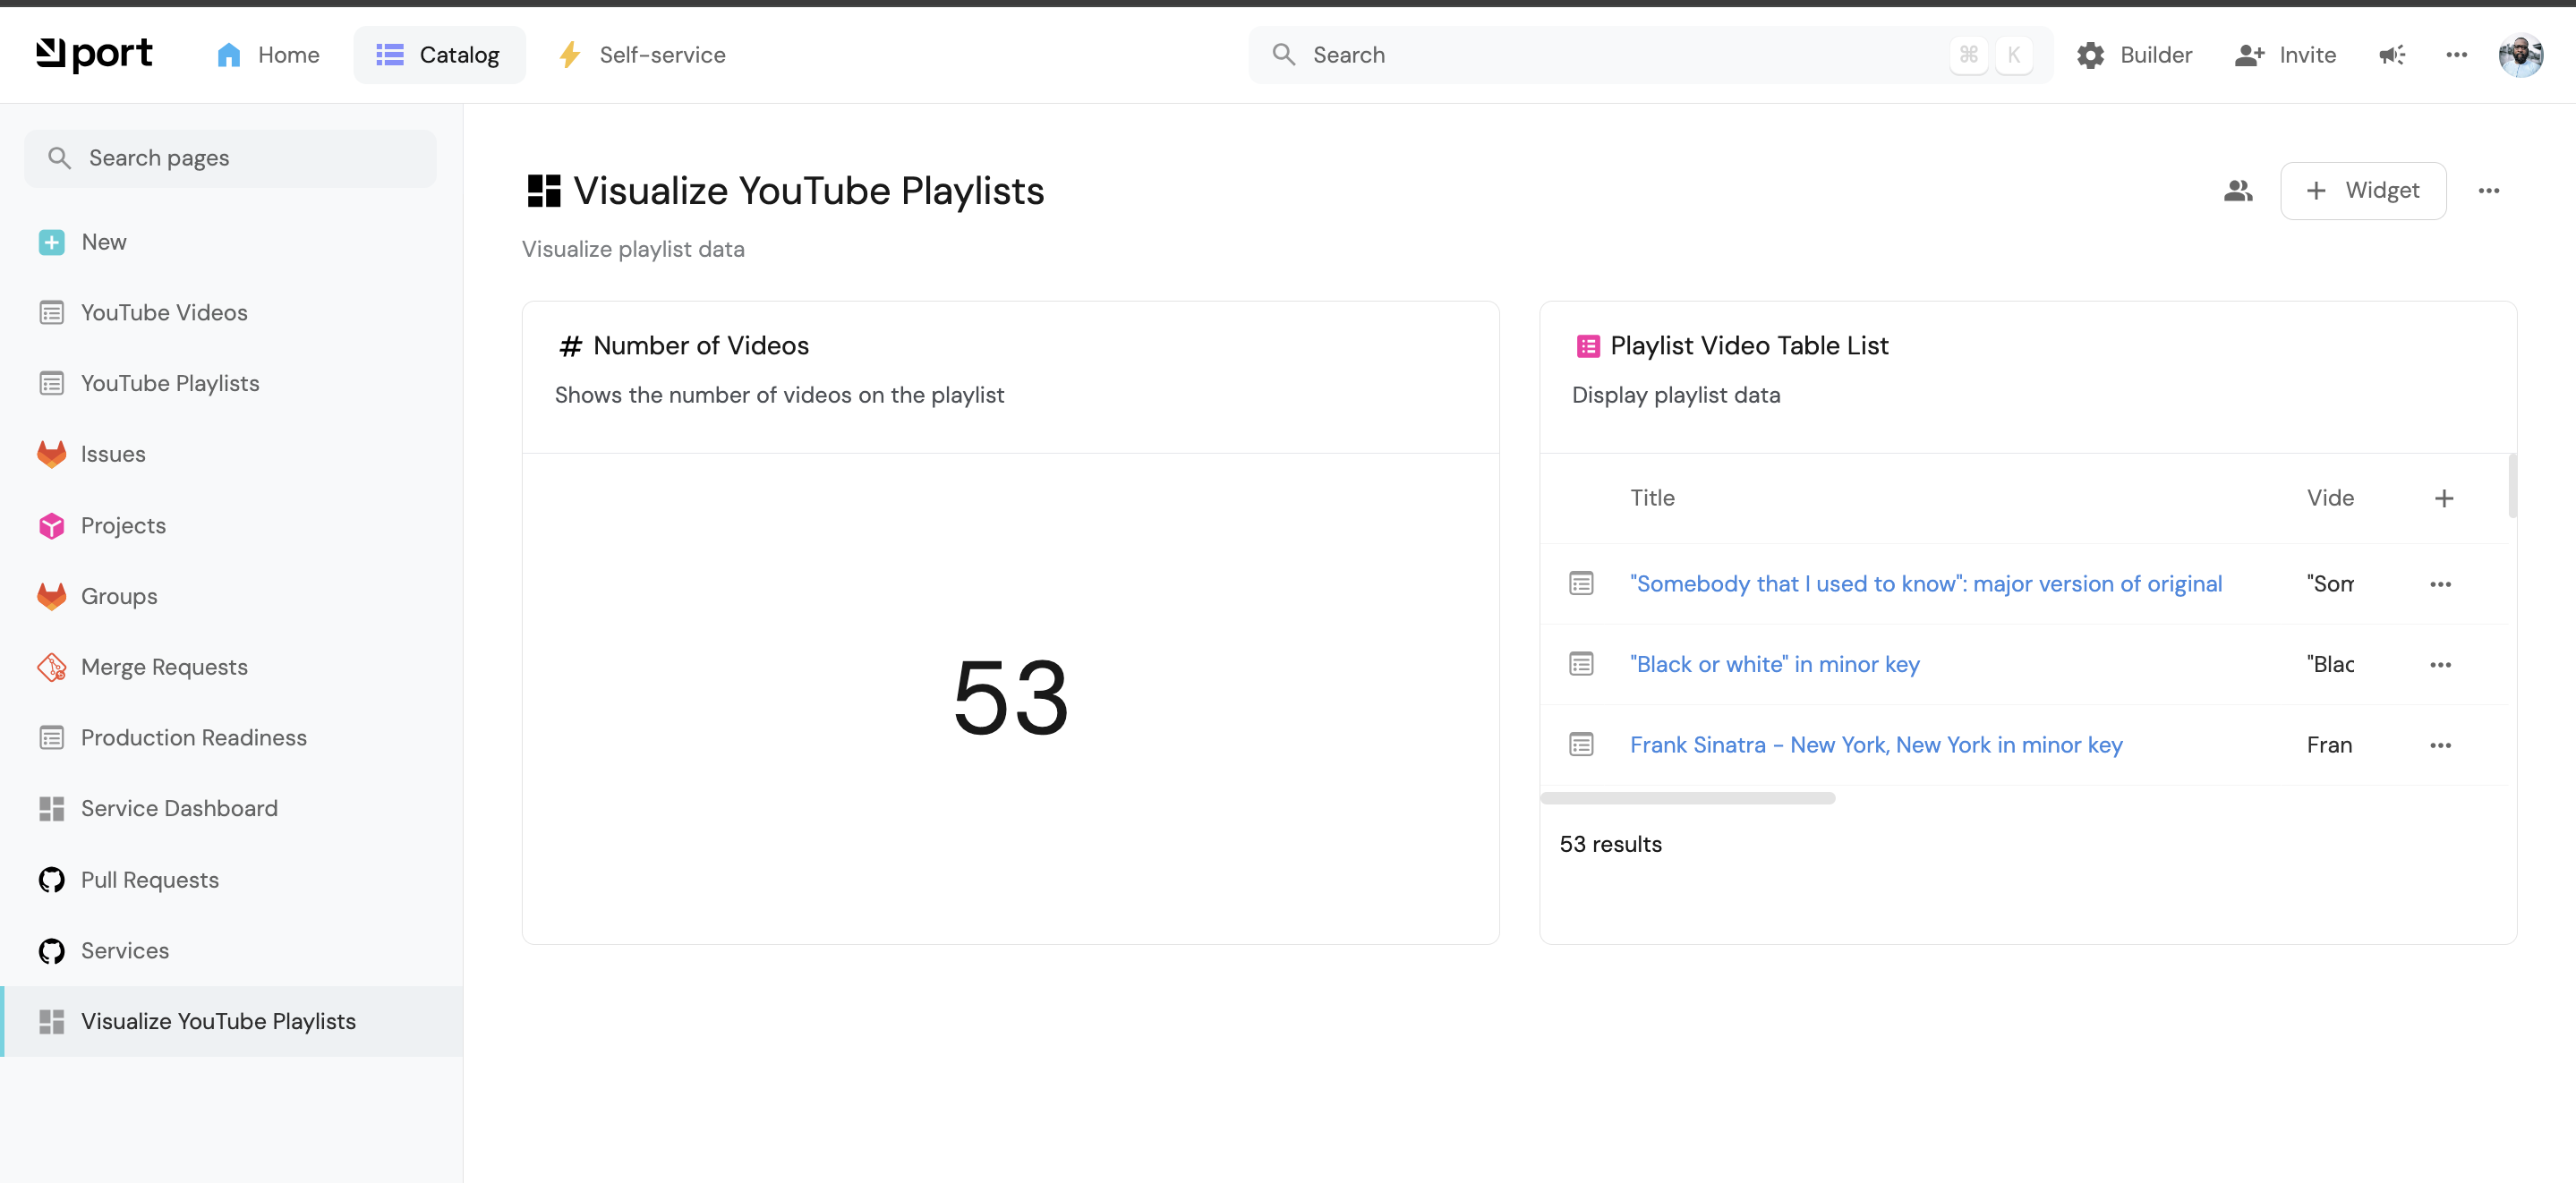 port
Home
Catalog
Self-service
Search
⌘ K
Builder
Invite
Search pages
New
YouTube Videos
YouTube Playlists
Issues
Projects
Groups
Merge Requests
Production Readiness
Service Dashboard
Pull Requests
Services
Visualize YouTube Playlists
Visualize YouTube Playlists
Widget
Visualize playlist data
# Number of Videos
Shows the number of videos on the playlist
53
Playlist Video Table List
Display playlist data
Title Vide
"Somebody that I used to know": major version of original "Som
"Black or white" in minor key "Blac
Frank Sinatra - New York, New York in minor key Fran
53 results